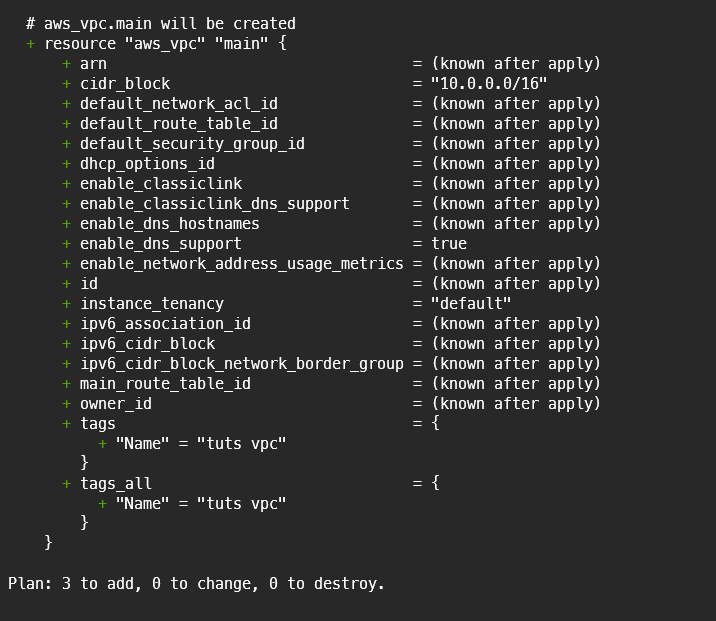 # aws_vpc.main will be created
+ resource "aws_vpc" "main" {
+ arn = (known after apply)
+ cidr_block = "10.0.0.0/16"
+ default_network_acl_id = (known after apply)
+ default_route_table_id = (known after apply)
+ default_security_group_id = (known after apply)
+ dhcp_options_id = (known after apply)
+ enable_classiclink = (known after apply)
+ enable_classiclink_dns_support = (known after apply)
+ enable_dns_hostnames = (known after apply)
+ enable_dns_support = true
+ enable_network_address_usage_metrics = (known after apply)
+ id = (known after apply)
+ instance_tenancy = "default"
+ ipv6_association_id = (known after apply)
+ ipv6_cidr_block = (known after apply)
+ ipv6_cidr_block_network_border_group = (known after apply)
+ main_route_table_id = (known after apply)
+ owner_id = (known after apply)
+ tags = {
+ "Name" = "tuts vpc"
}
+ tags_all = {
+ "Name" = "tuts vpc"
}
}
Plan: 3 to add, 0 to change, 0 to destroy.